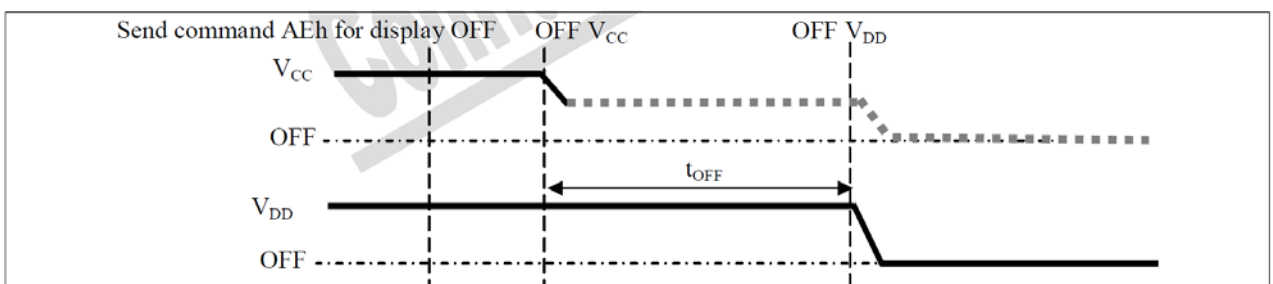 Send command AEh for display OFF OFF VCC OFF VDD
VCC
OFF
tOFF
VDD
OFF